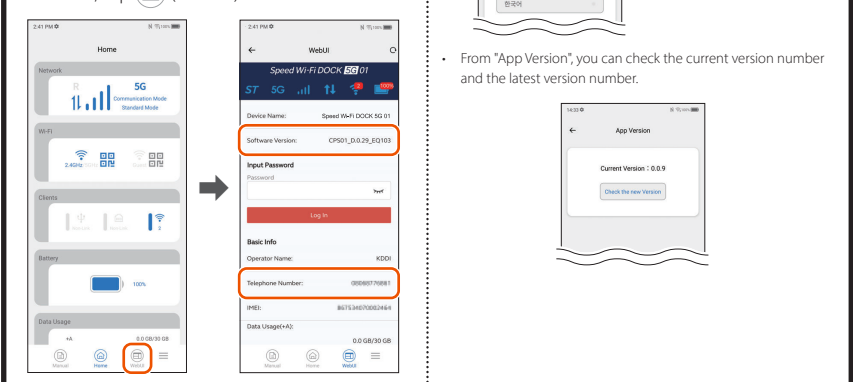 2:41 PM
Home
Network
5G
Communication Mode
Standard Mode
Wi-Fi
2.4GHz
Clients
2
Battery
100%
Data Usage
+A 0.0 GB/30 GB
Manual Home WebUI
2:41 PM
WebUI
Speed Wi-Fi DOCK 5G 01
ST 5G 2 100%
Device Name: Speed Wi-Fi DOCK 5G 01
Software Version: CPS01_D.0.29_EQ103
Input Password
Password
Log In
Basic Info
Operator Name: KDDI
Telephone Number:
IMEI:
Data Usage(+A):
0.0 GB/30 GB
Manual Home WebUI
한국어
• From "App Version", you can check the current version number
and the latest version number.
14:33
App Version
Current Version : 0.0.9
Check the new Version